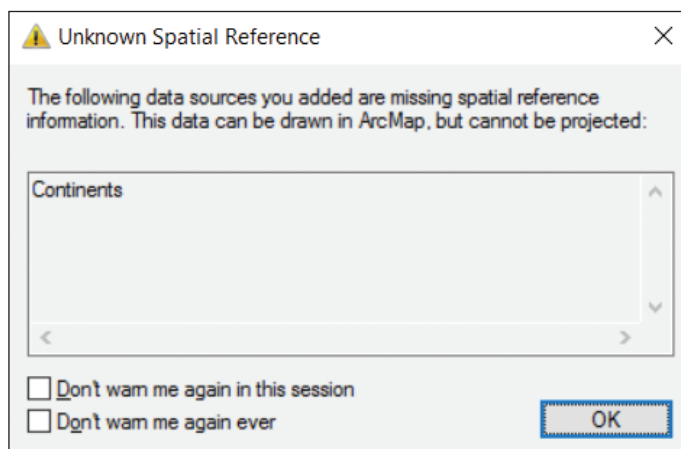 Unknown Spatial Reference
The following data sources you added are missing spatial reference
information. This data can be drawn in ArcMap, but cannot be projected:
Continents
Don't warn me again in this session
Don't warn me again ever
OK